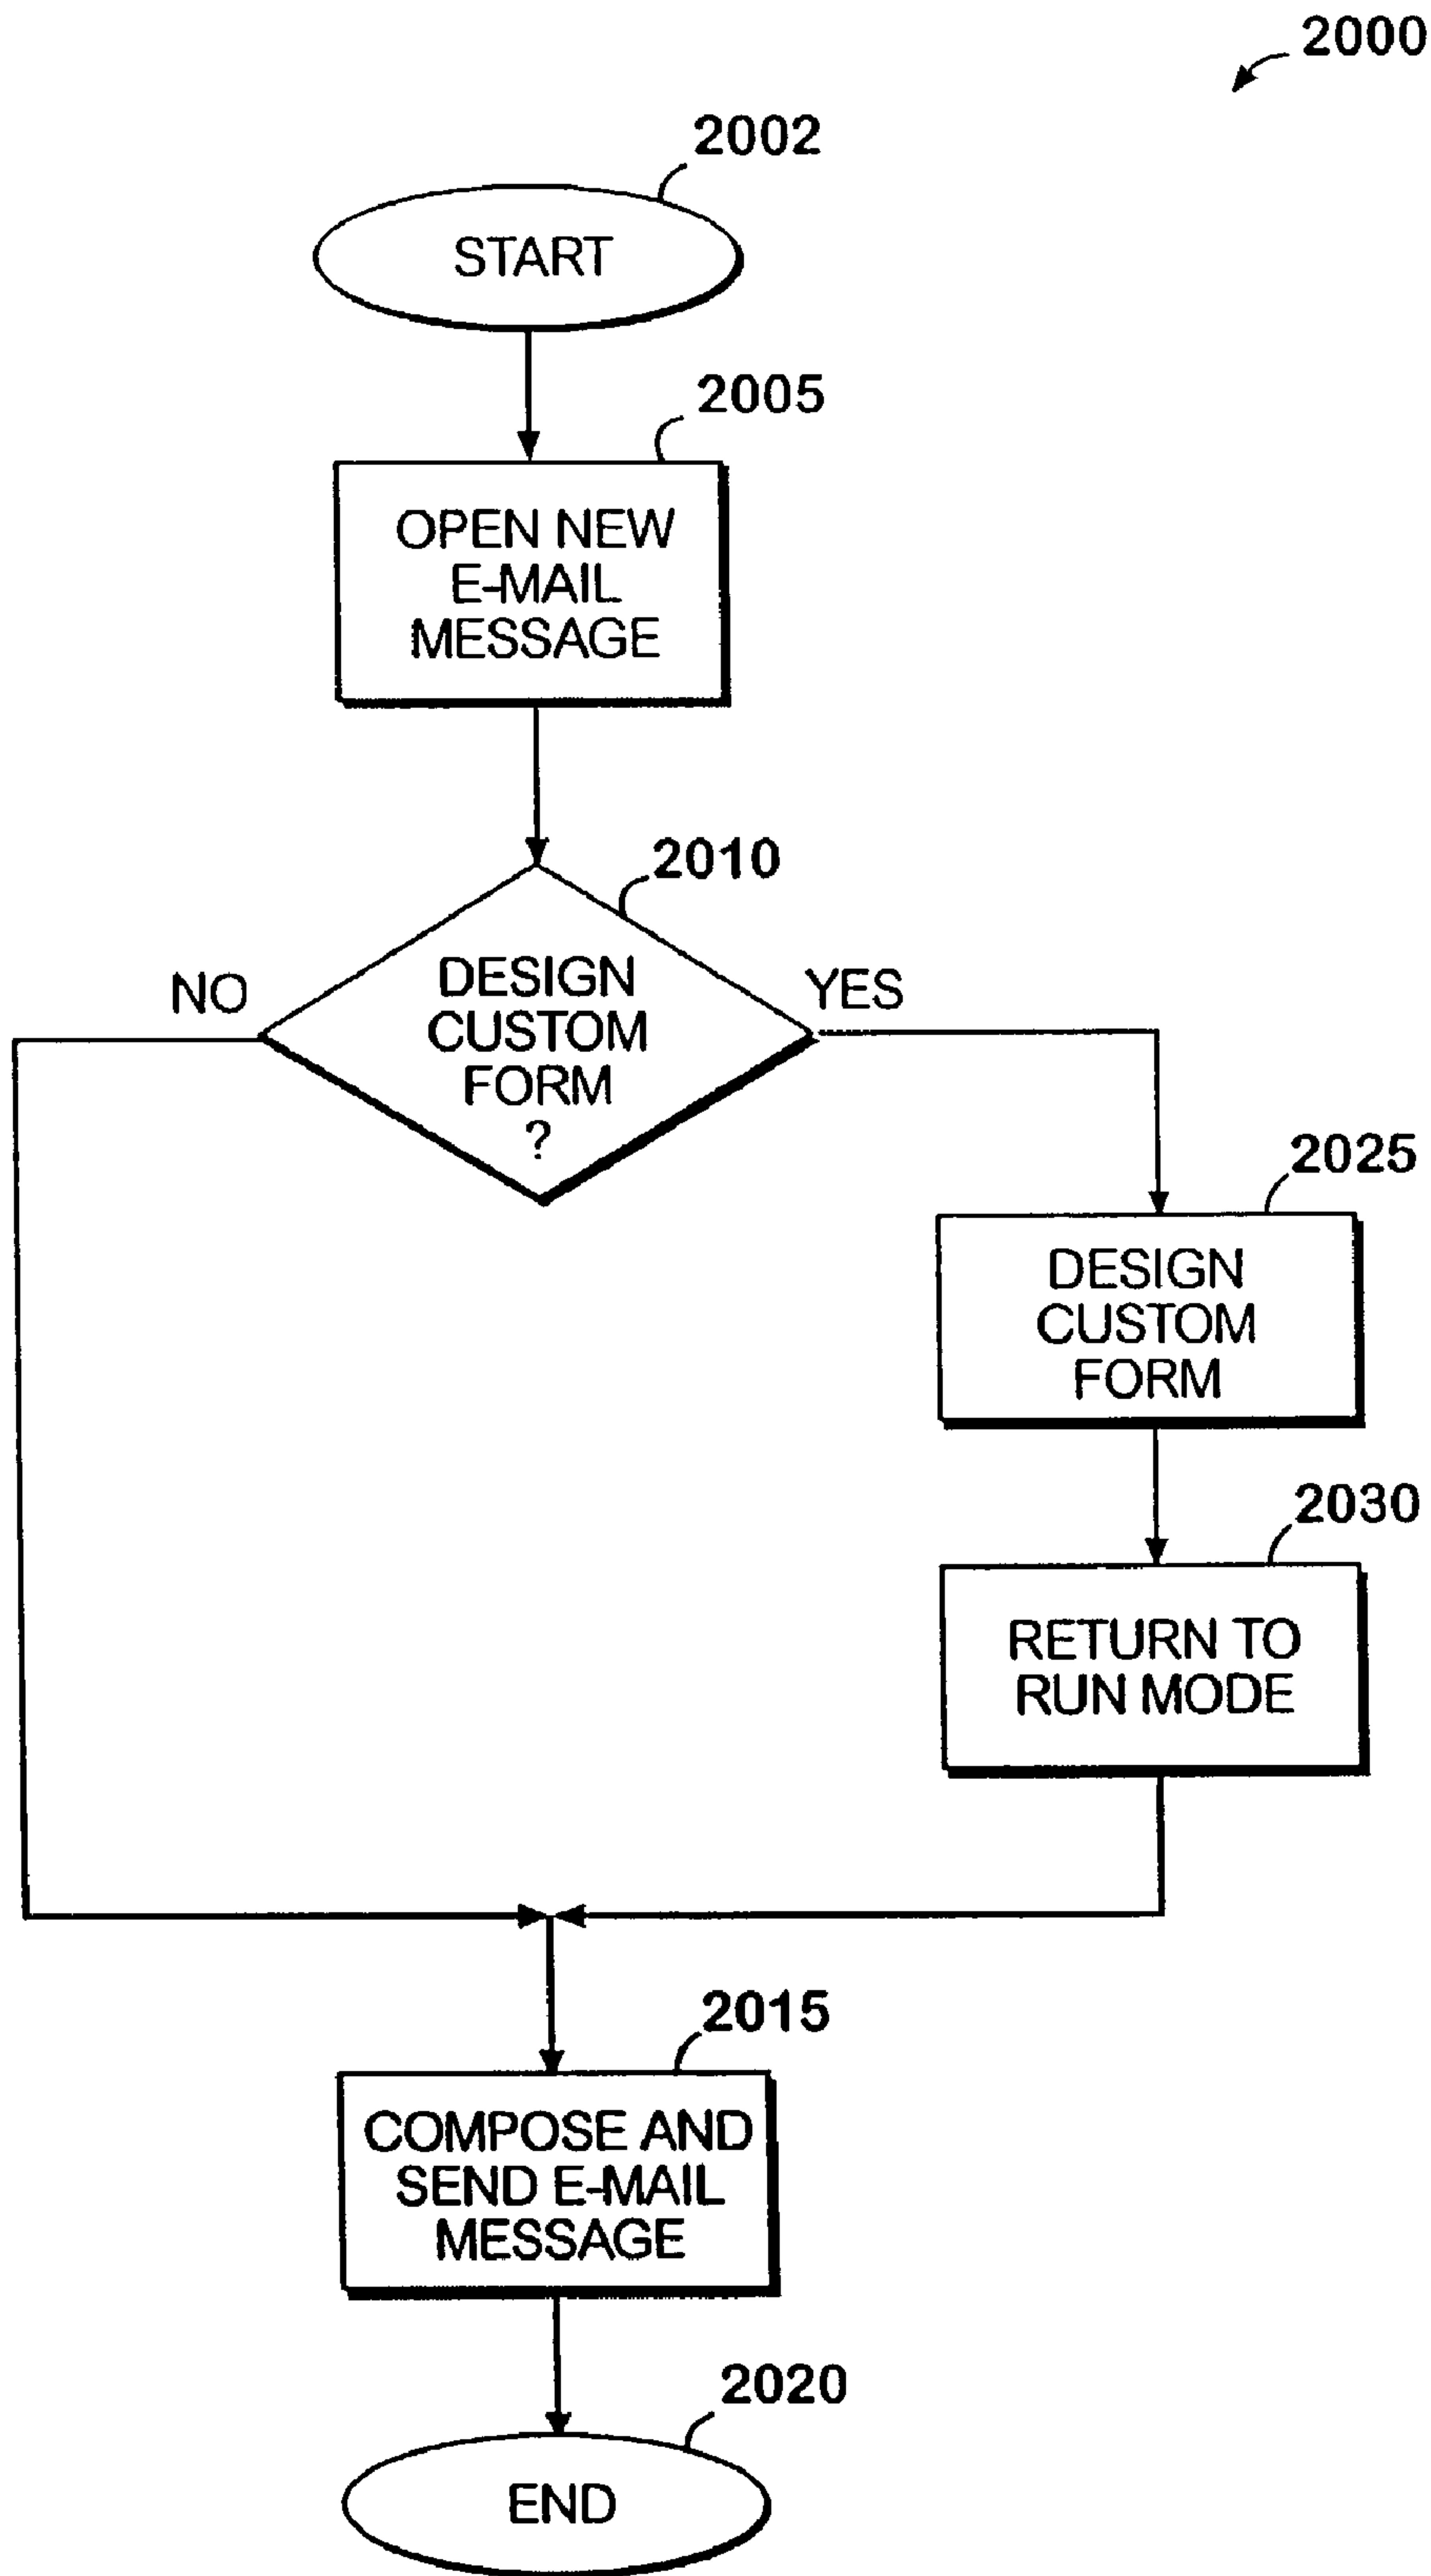 2000
2002
START
2005
OPEN NEW
E-MAIL
MESSAGE
2010
NO
DESIGN
CUSTOM
FORM
?
YES
2025
DESIGN
CUSTOM
FORM
2030
RETURN TO
RUN MODE
2015
COMPOSE AND
SEND E-MAIL
MESSAGE
2020
END